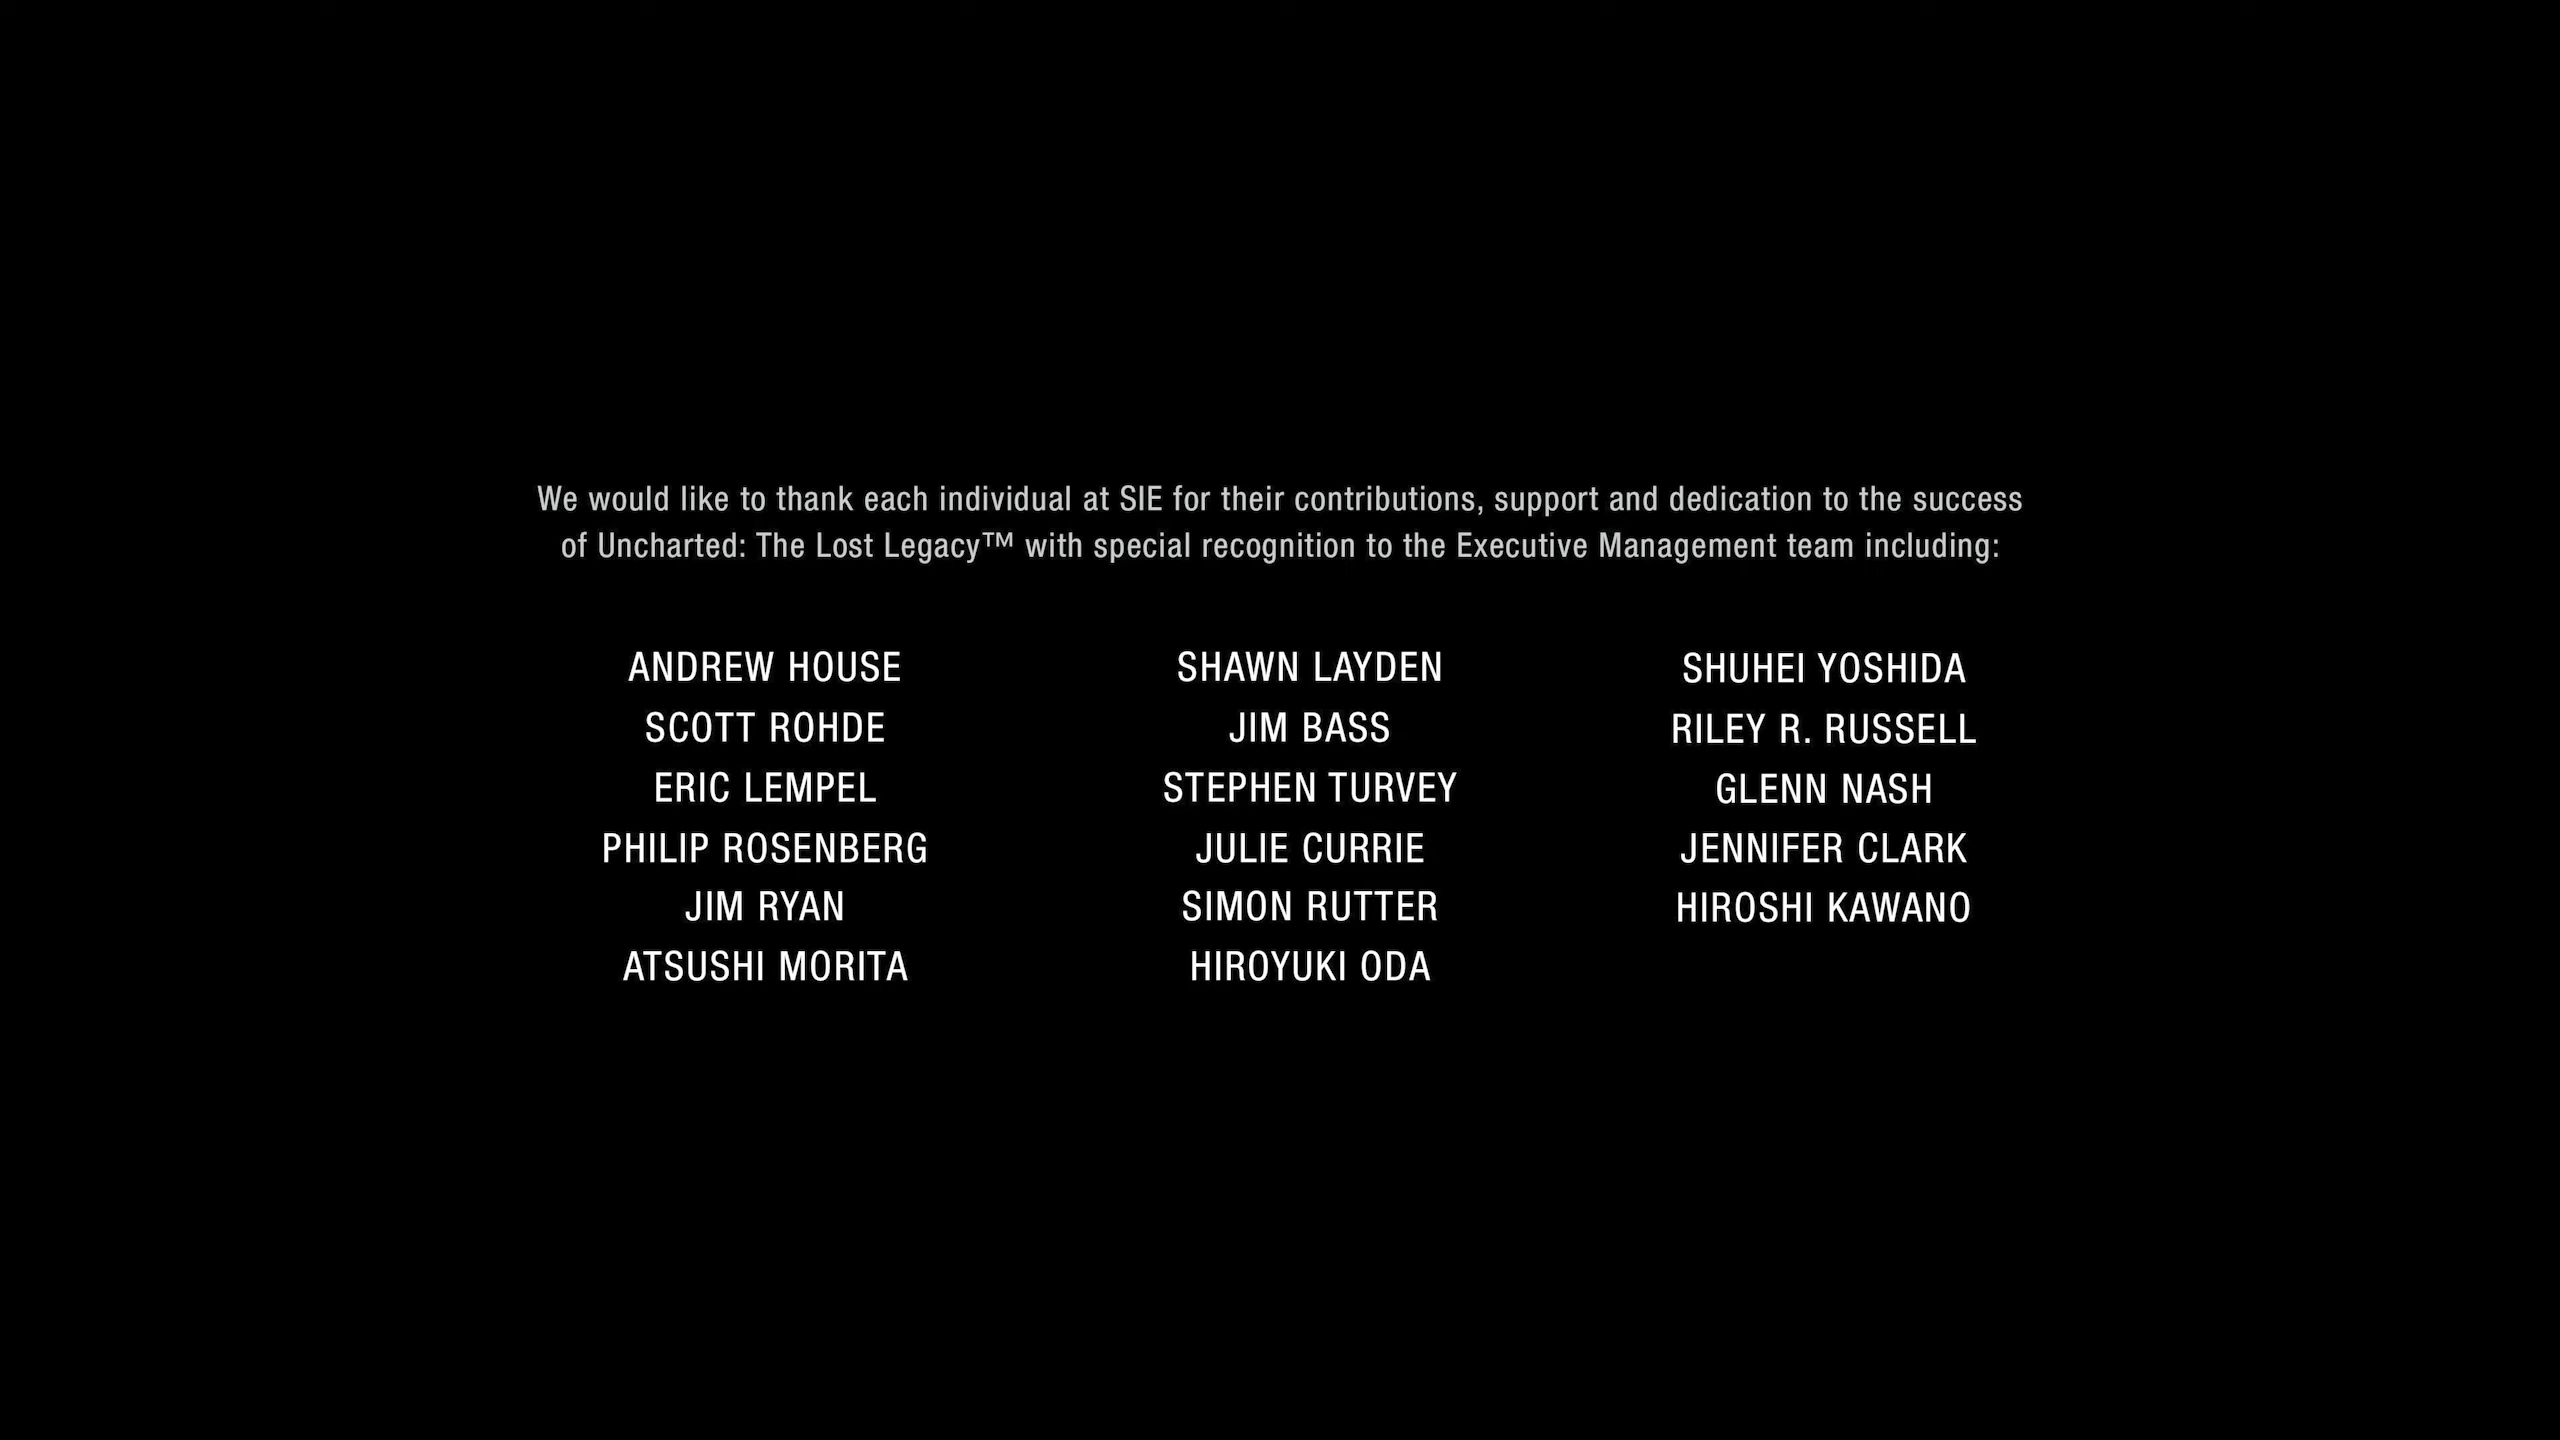 We would like to thank each individual at SIE for their contributions, support and dedication to the success
of Uncharted: The Lost Legacy™ with special recognition to the Executive Management team including:
ANDREW HOUSE SHAWN LAYDEN SHUHEI YOSHIDA
SCOTT ROHDE JIM BASS RILEY R. RUSSELL
ERIC LEMPEL STEPHEN TURVEY GLENN NASH
PHILIP ROSENBERG JULIE CURRIE JENNIFER CLARK
JIM RYAN SIMON RUTTER HIROSHI KAWANO
ATSUSHI MORITA HIROYUKI ODA